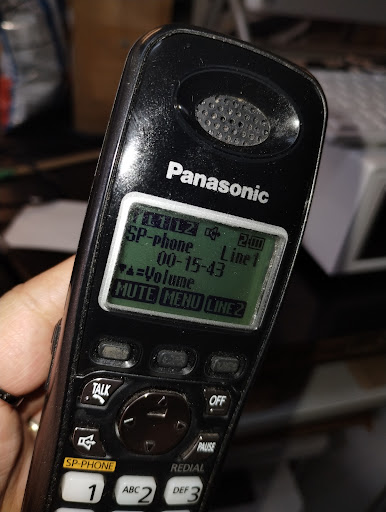 Panasonic
L1 L2
SP-phone Line1
00-15-43
=Volume
MUTE MENU LINE2
TALK OFF
PAUSE
SP-PHONE REDIAL
1 ABC 2 DEF 3